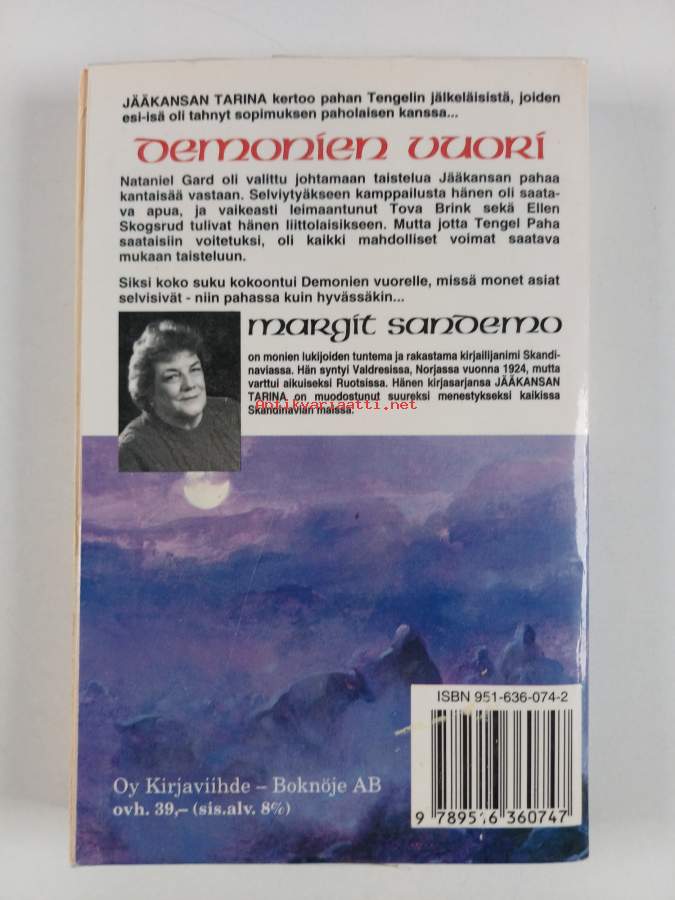 JÄÄKANSAN TARINA kertoo pahan Tengelin jälkeläisistä, joiden
esi-isä oli tahnyt sopimuksen paholaisen kanssa...
Demonien vuori
Nataniel Gard oli valittu johtamaan taistelua Jääkansan pahaa
kantaisää vastaan. Selviytyäkseen kamppailusta hänen oli saata-
va apua, ja vaikeasti leimaantunut Tova Brink sekä Ellen
Skogsrud tulivat hänen liittolaisikseen. Mutta jotta Tengel Paha
saataisiin voitetuksi, oli kaikki mahdolliset voimat saatava
mukaan taisteluun.
Siksi koko suku kokoontui Demonien vuorelle, missä monet asiat
selvisivät - niin pahassa kuin hyvässäkin...
margit sandemo
on monien lukijoiden tuntema ja rakastama kirjailijanimi Skandi-
naviassa. Hän syntyi Valdresissa, Norjassa vuonna 1924, mutta
varttui aikuiseksi Ruotsissa. Hänen kirjasarjansa JÄÄKANSAN
TARINA on muodostunut suureksi menestykseksi kaikissa
Skandinavian maissa.
Antikvariaatti.net
ISBN 951-636-074-2
Oy Kirjaviihde – Boknöje AB
ovh. 39,– (sis.alv. 8%)
9 789516 360747